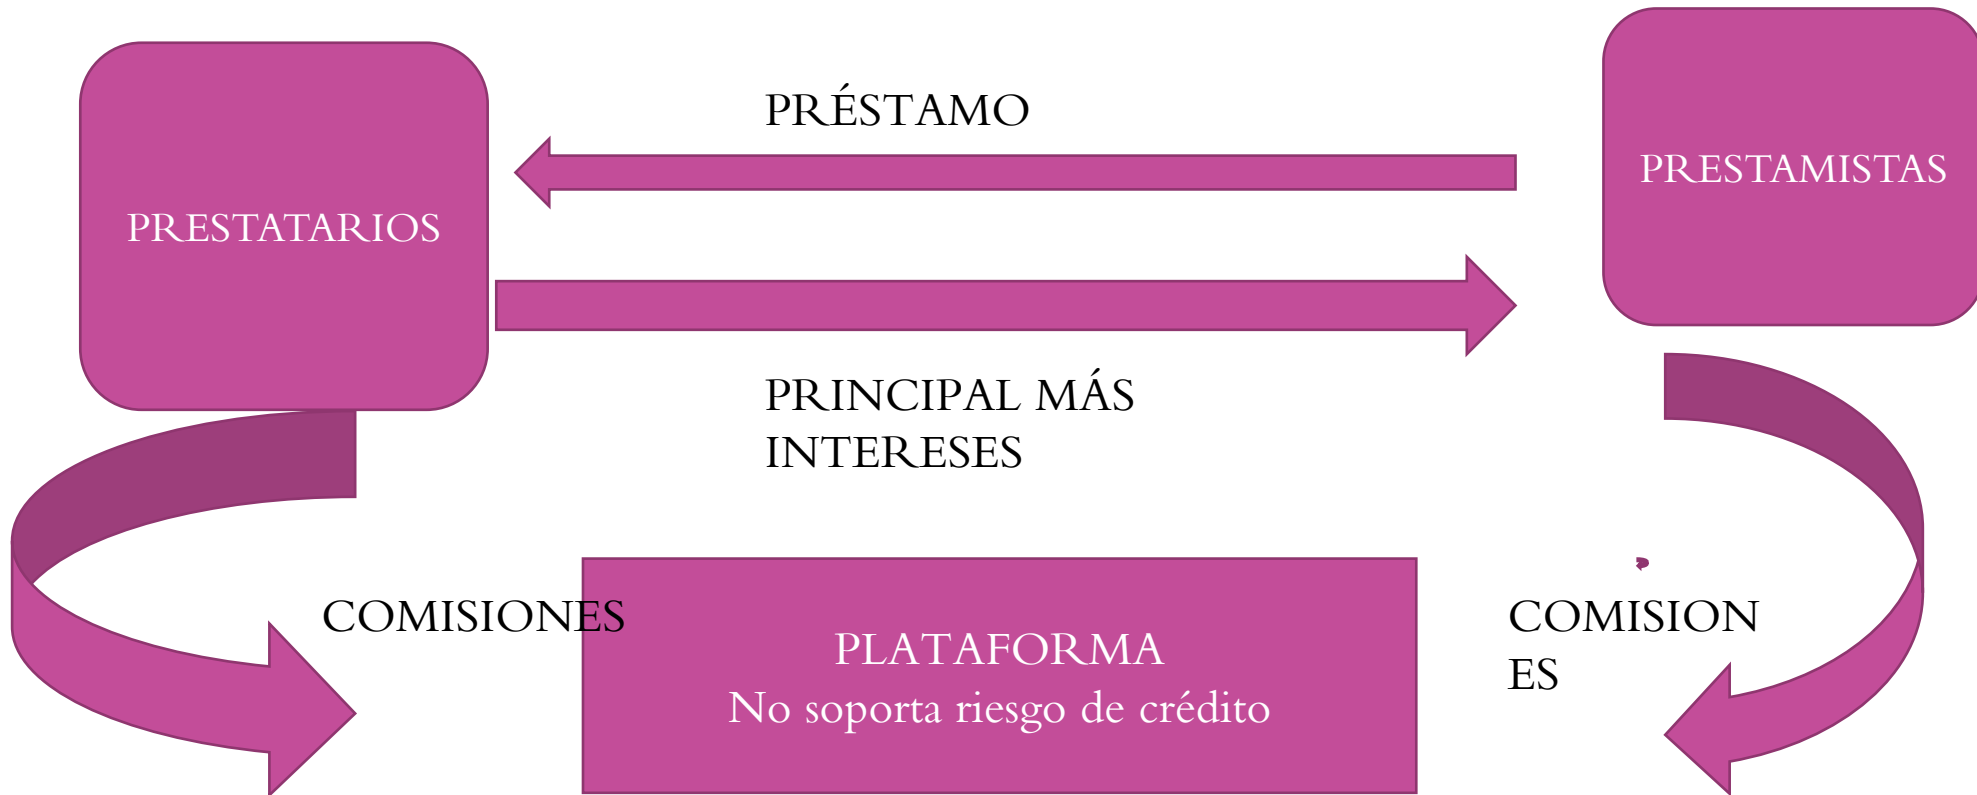 PRÉSTAMO
PRESTAMISTAS
PRESTATARIOS
PRINCIPAL MÁS
INTERESES
COMISIONES
PLATAFORMA
No soporta riesgo de crédito
COMISION
ES